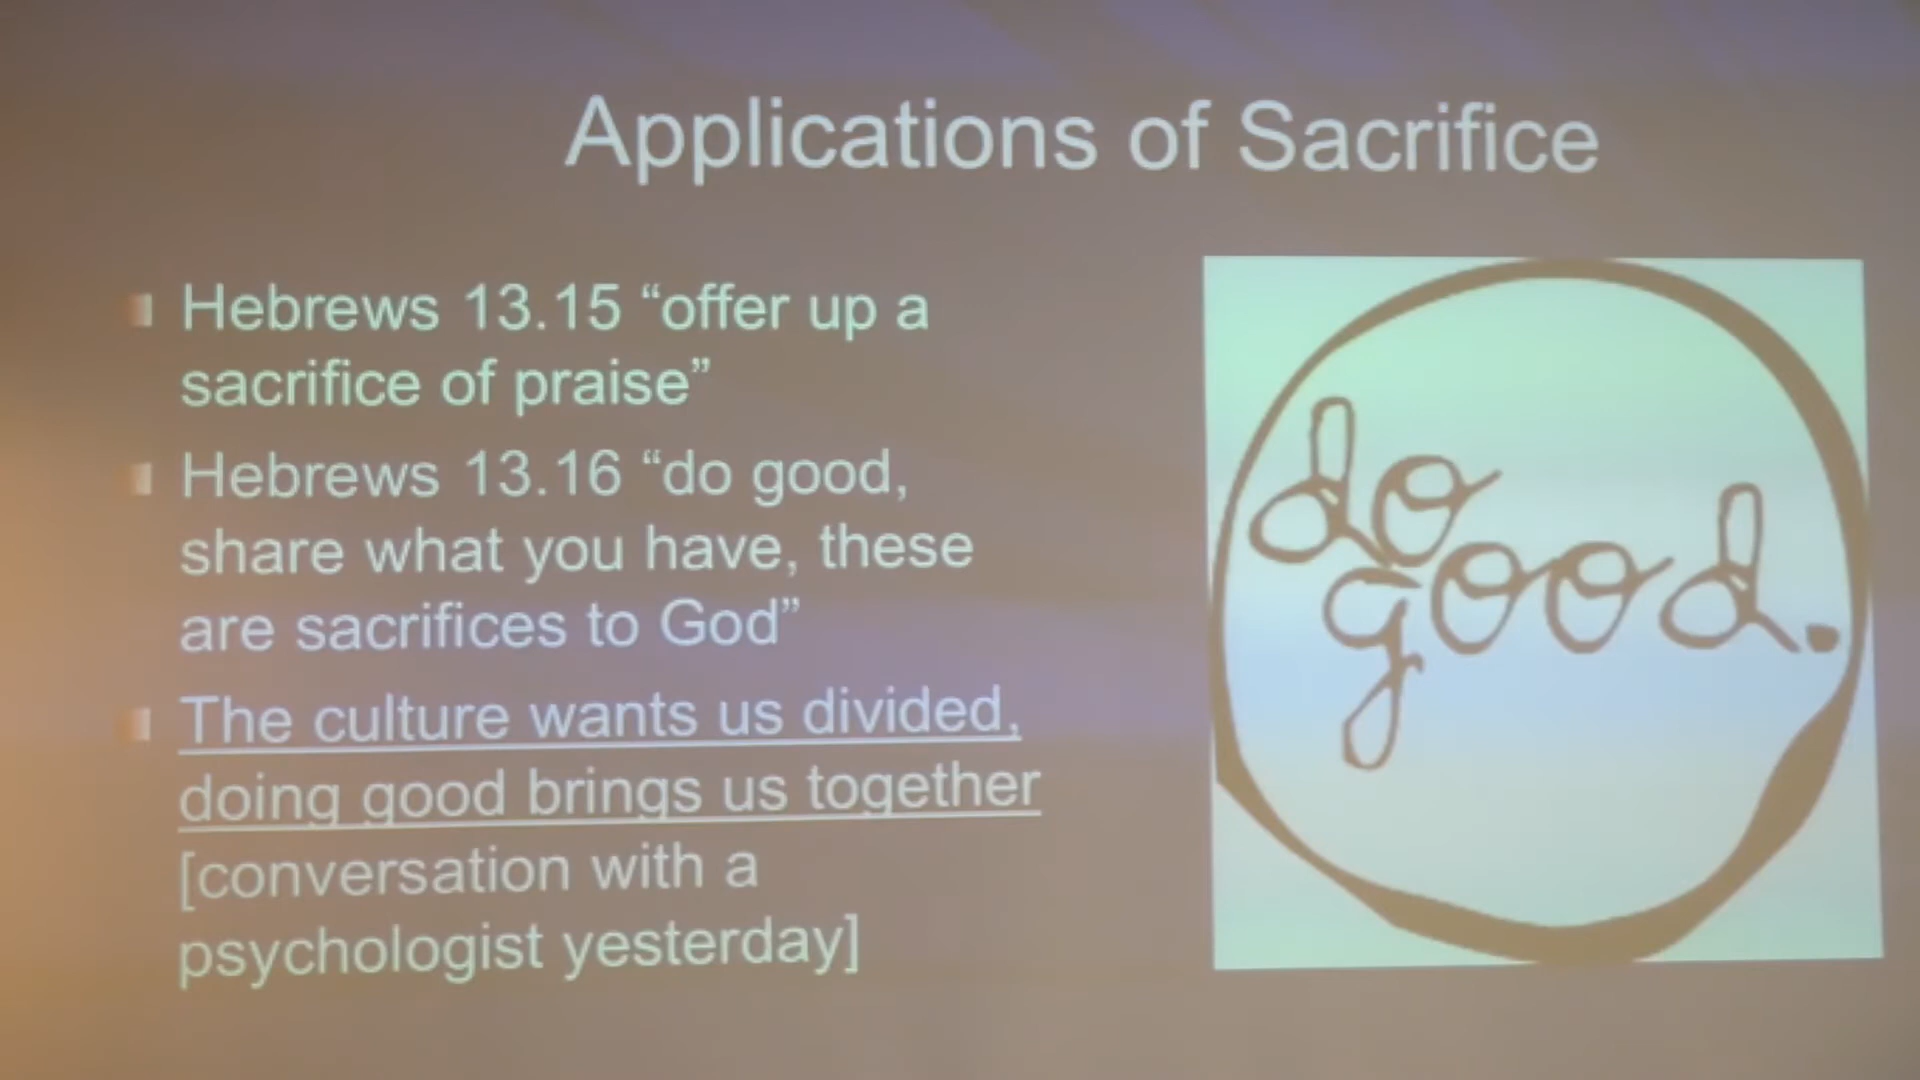 Applications of Sacrifice
Hebrews 13.15 “offer up a
sacrifice of praise”
Hebrews 13.16 “do good,
share what you have, these
are sacrifices to God”
The culture wants us divided,
doing good brings us together
[conversation with a
psychologist yesterday]
do
good.